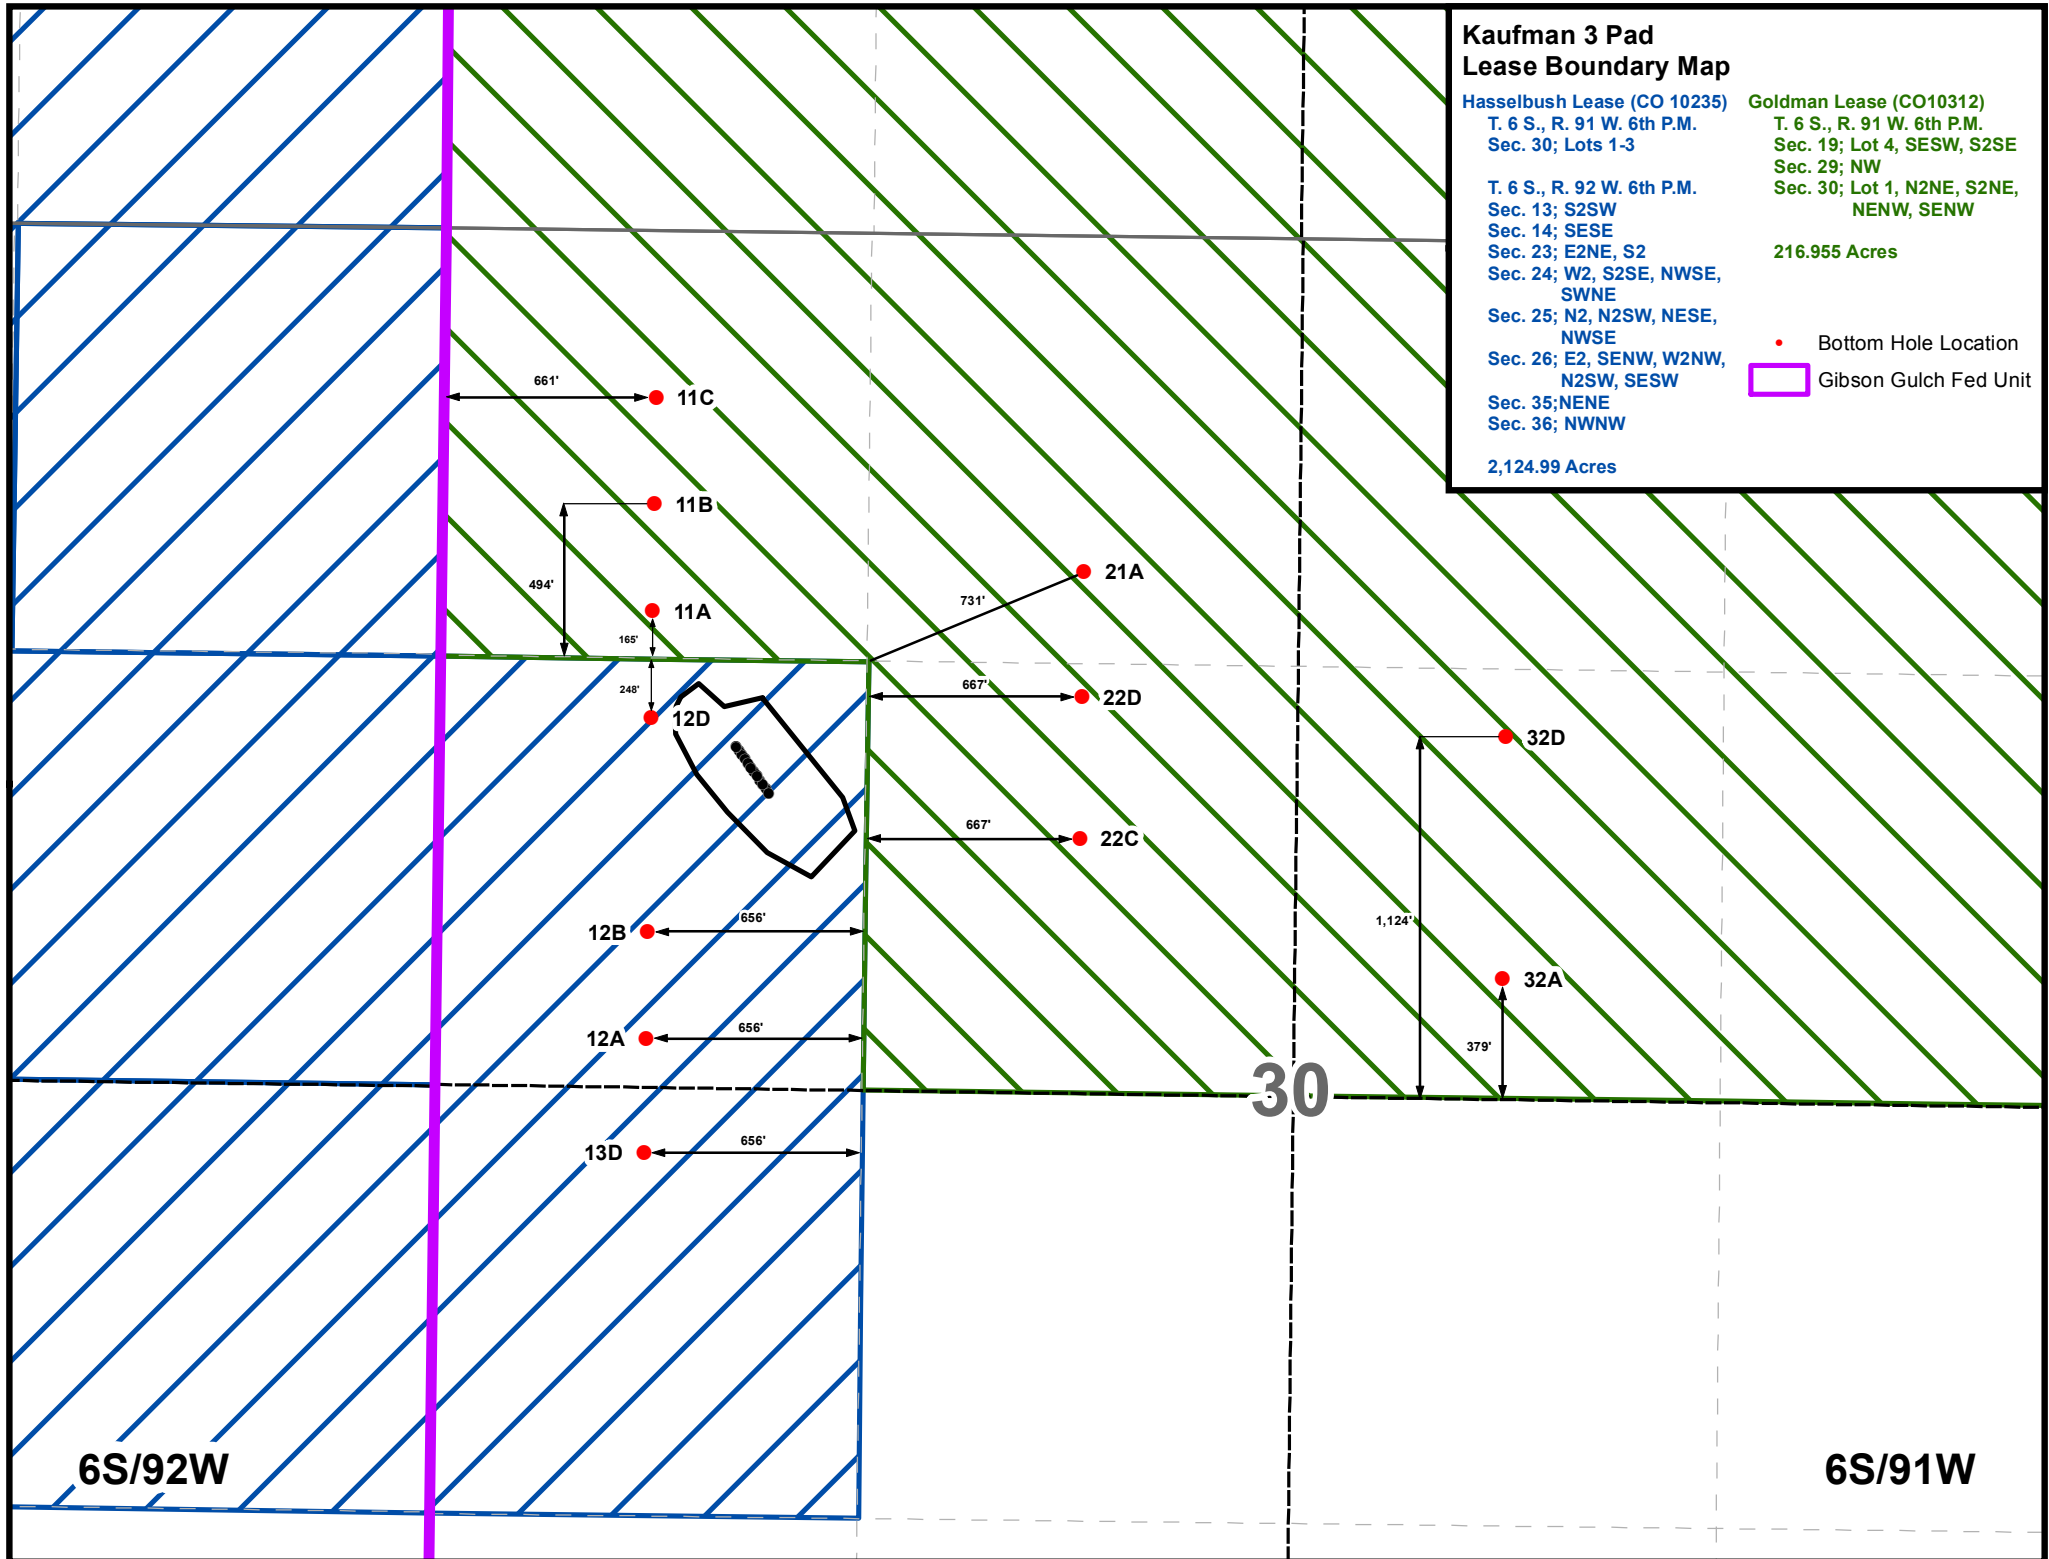 Kaufman 3 Pad
Lease Boundary Map
Hasselbush Lease (CO 10235)
T. 6 S., R. 91 W. 6th P.M.
Sec. 30; Lots 1-3
T. 6 S., R. 92 W. 6th P.M.
Sec. 13; S2SW
Sec. 14; SESE
Sec. 23; E2NE, S2
Sec. 24; W2, S2SE, NWSE,
SWNE
Sec. 25; N2, N2SW, NESE,
NWSE
Sec. 26; E2, SENW, W2NW,
N2SW, SESW
Sec. 35;NENE
Sec. 36; NWNW
2,124.99 Acres
Goldman Lease (CO10312)
T. 6 S., R. 91 W. 6th P.M.
Sec. 19; Lot 4, SESW, S2SE
Sec. 29; NW
Sec. 30; Lot 1, N2NE, S2NE,
NENW, SENW
216.955 Acres
Bottom Hole Location
Gibson Gulch Fed Unit
661'
11C
11B
494'
11A
165'
21A
731'
248'
12D
667'
22D
32D
667'
22C
1,124'
656'
12B
32A
656'
12A
379'
30
656'
13D
6S/92W
6S/91W